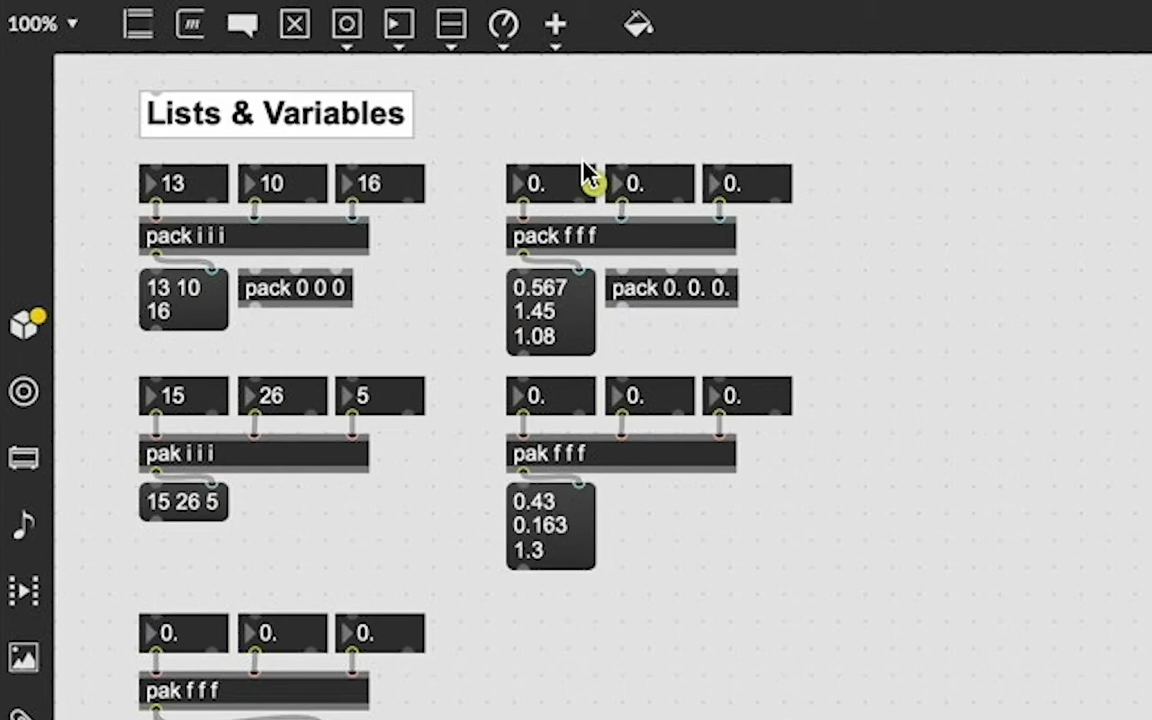 100%
Lists & Variables
13 10 16
pack i i i
13 10
16
pack 0 0 0
0. 0. 0.
pack f f f
0.567
1.45
1.08
pack 0. 0. 0.
15 26 5
pak i i i
15 26 5
0. 0. 0.
pak f f f
0.43
0.163
1.3
0. 0. 0.
pak f f f